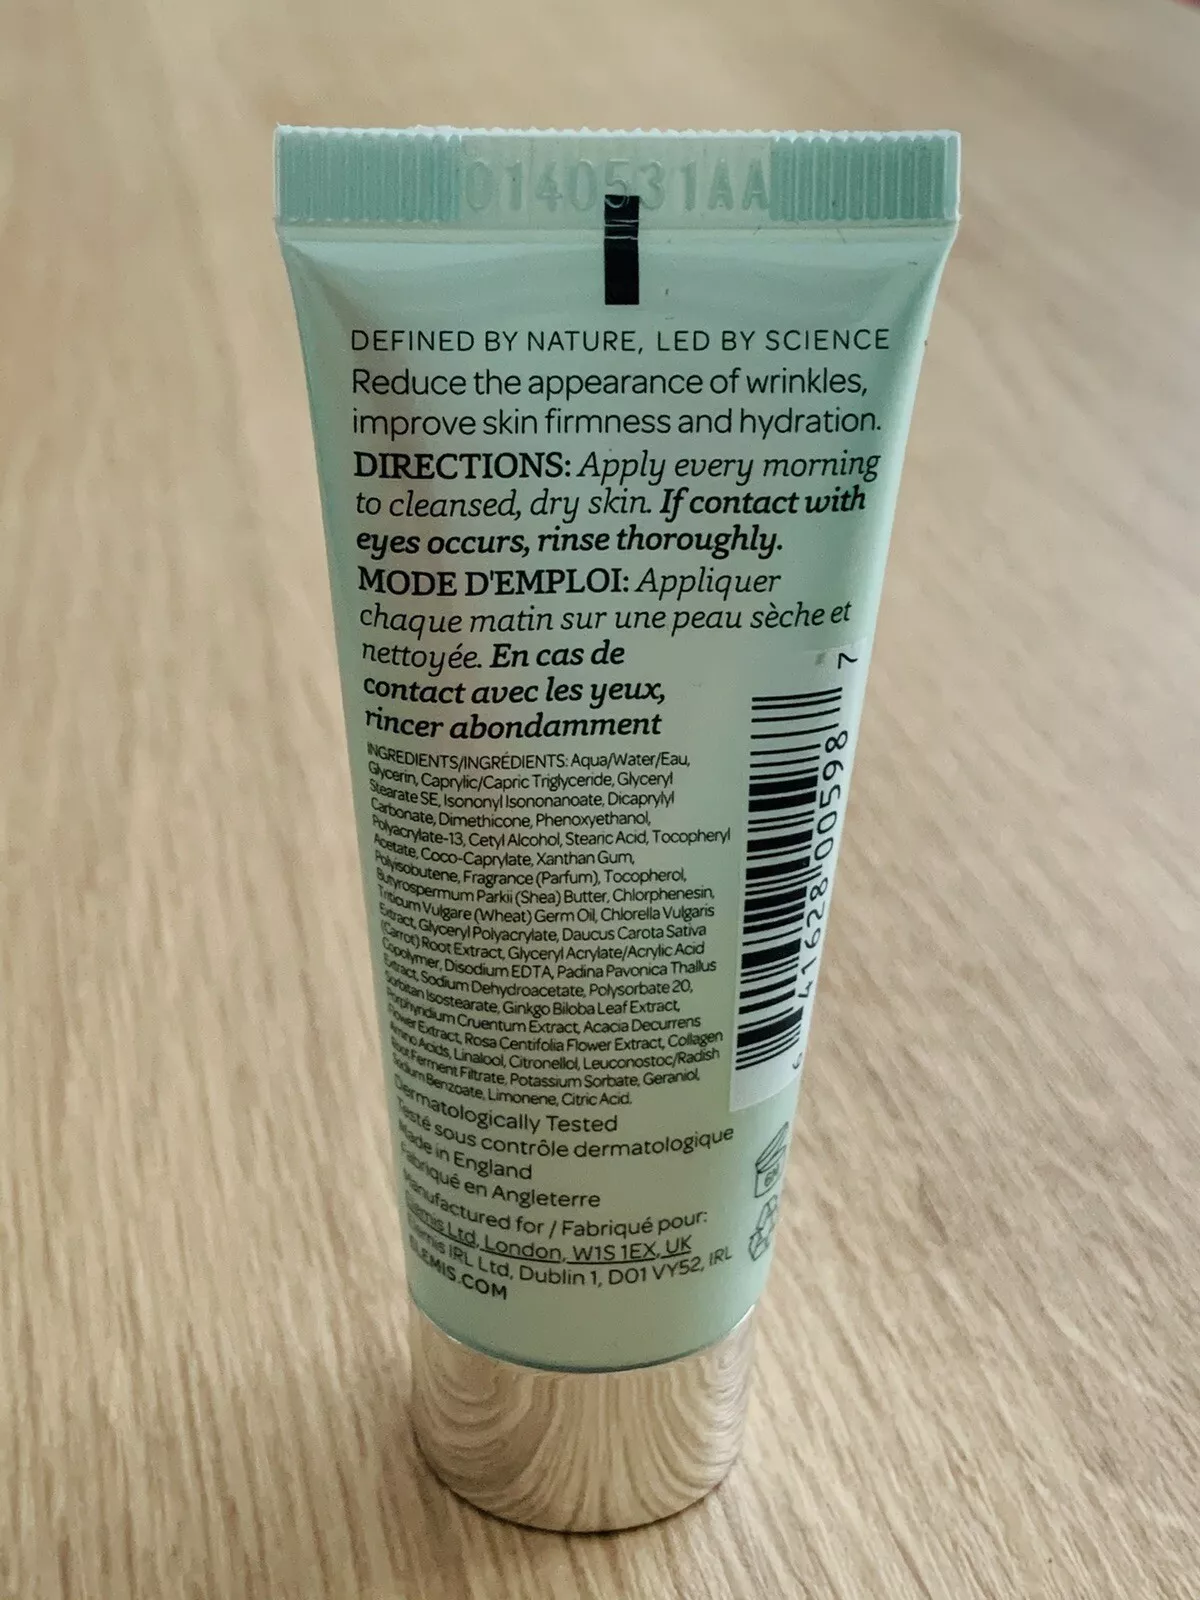 0140531AA
DEFINED BY NATURE, LED BY SCIENCE
Reduce the appearance of wrinkles,
improve skin firmness and hydration.
DIRECTIONS: Apply every morning
to cleansed, dry skin. If contact with
eyes occurs, rinse thoroughly.
MODE D'EMPLOI: Appliquer
chaque matin sur une peau sèche et
nettoyée. En cas de
contact avec les yeux,
rincer abondamment
INGREDIENTS/INGRÉDIENTS: Aqua/Water/Eau,
Glycerin, Caprylic/Capric Triglyceride, Glyceryl
Stearate SE, Isononyl Isononanoate, Dicaprylyl
Carbonate, Dimethicone, Phenoxyethanol,
Polyacrylate-13, Cetyl Alcohol, Stearic Acid, Tocopheryl
Acetate, Coco-Caprylate, Xanthan Gum,
Polyisobutene, Fragrance (Parfum), Tocopherol,
Butyrospermum Parkii (Shea) Butter, Chlorphenesin,
Triticum Vulgare (Wheat) Germ Oil, Chlorella Vulgaris
Extract, Glyceryl Polyacrylate, Daucus Carota Sativa
(Carrot) Root Extract, Glyceryl Acrylate/Acrylic Acid
Copolymer, Disodium EDTA, Padina Pavonica Thallus
Extract, Sodium Dehydroacetate, Polysorbate 20,
Sorbitan Isostearate, Ginkgo Biloba Leaf Extract,
Porphyridium Cruentum Extract, Acacia Decurrens
Flower Extract, Rosa Centifolia Flower Extract, Collagen
Amino Acids, Linalool, Citronellol, Leuconostoc/Radish
Root Ferment Filtrate, Potassium Sorbate, Geraniol,
Sodium Benzoate, Limonene, Citric Acid.
Dermatologically Tested
Testé sous contrôle dermatologique
Made in England
Fabriqué en Angleterre
Manufactured for / Fabriqué pour:
Elemis Ltd, London, W1S 1EX, UK
Elemis IRL Ltd, Dublin 1, D01 VY52, IRL
ELEMIS.COM
641628 00598 7